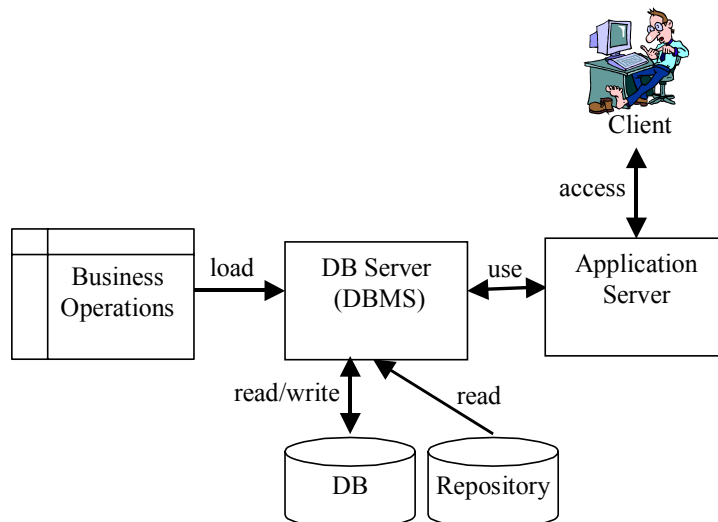 Client
access
Business
Operations
load
DB Server
(DBMS)
use
Application
Server
read/write
read
DB
Repository